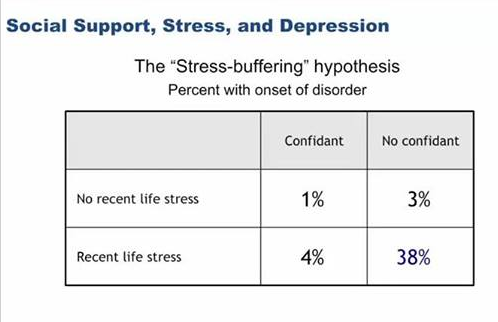 Social Support, Stress, and Depression
The “Stress-buffering” hypothesis
Percent with onset of disorder
Confidant No confidant
No recent life stress 1% 3%
Recent life stress 4% 38%